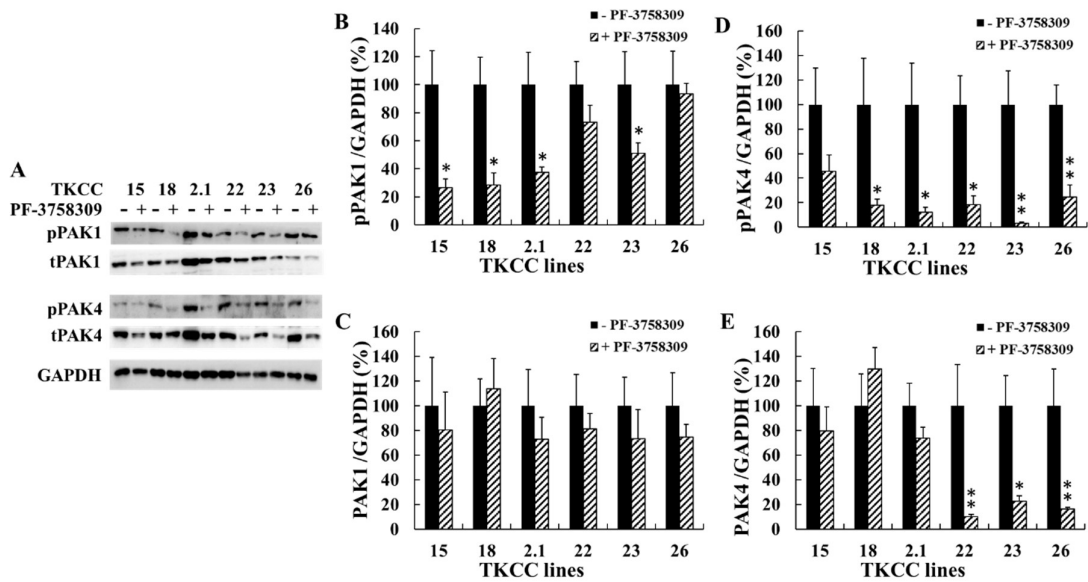 A
TKCC 15 18 2.1 22 23 26
PF-3758309 - + - + - + - + - + - +
pPAK1
tPAK1
pPAK4
tPAK4
GAPDH
B
- PF-3758309
+ PF-3758309
pPAK1/GAPDH (%)
140
120
100
80
60
40
20
0
* * * *
15 18 2.1 22 23 26
TKCC lines
C
- PF-3758309
+ PF-3758309
PAK1/GAPDH (%)
160
140
120
100
80
60
40
20
0
15 18 2.1 22 23 26
TKCC lines
D
- PF-3758309
+ PF-3758309
pPAK4/GAPDH (%)
160
140
120
100
80
60
40
20
0
* * * ** **
15 18 2.1 22 23 26
TKCC lines
E
- PF-3758309
+ PF-3758309
PAK4/GAPDH (%)
160
140
120
100
80
60
40
20
0
** * **
15 18 2.1 22 23 26
TKCC lines